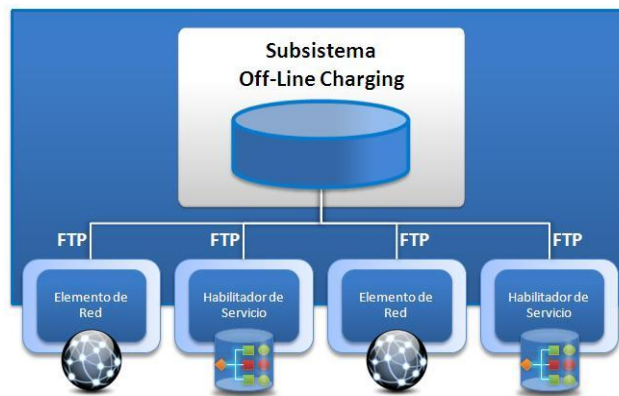 Subsistema
Off-Line Charging
FTP
FTP
FTP
FTP
Elemento de
Red
Habilitador de
Servicio
Elemento de
Red
Habilitador de
Servicio